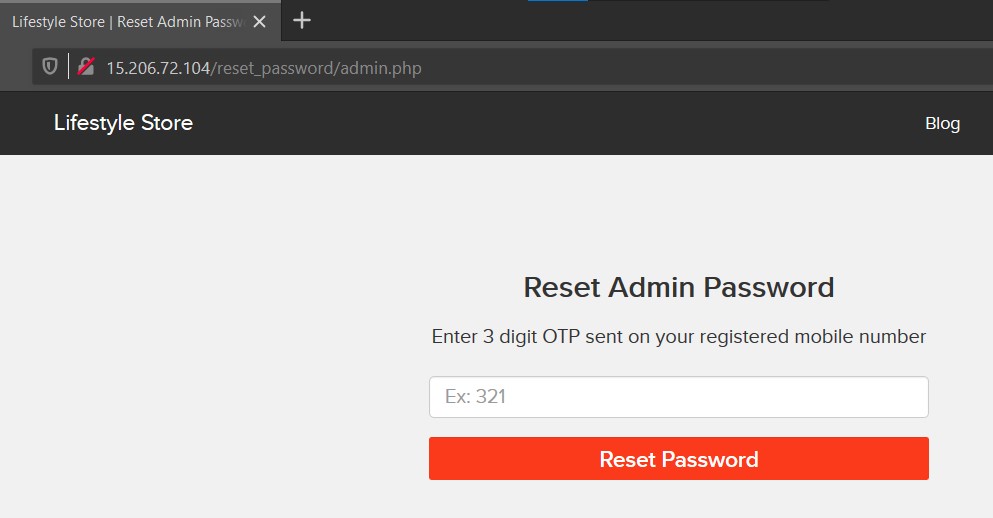 Lifestyle Store | Reset Admin Passw
15.206.72.104/reset_password/admin.php
Lifestyle Store
Blog
Reset Admin Password
Enter 3 digit OTP sent on your registered mobile number
Ex: 321
Reset Password